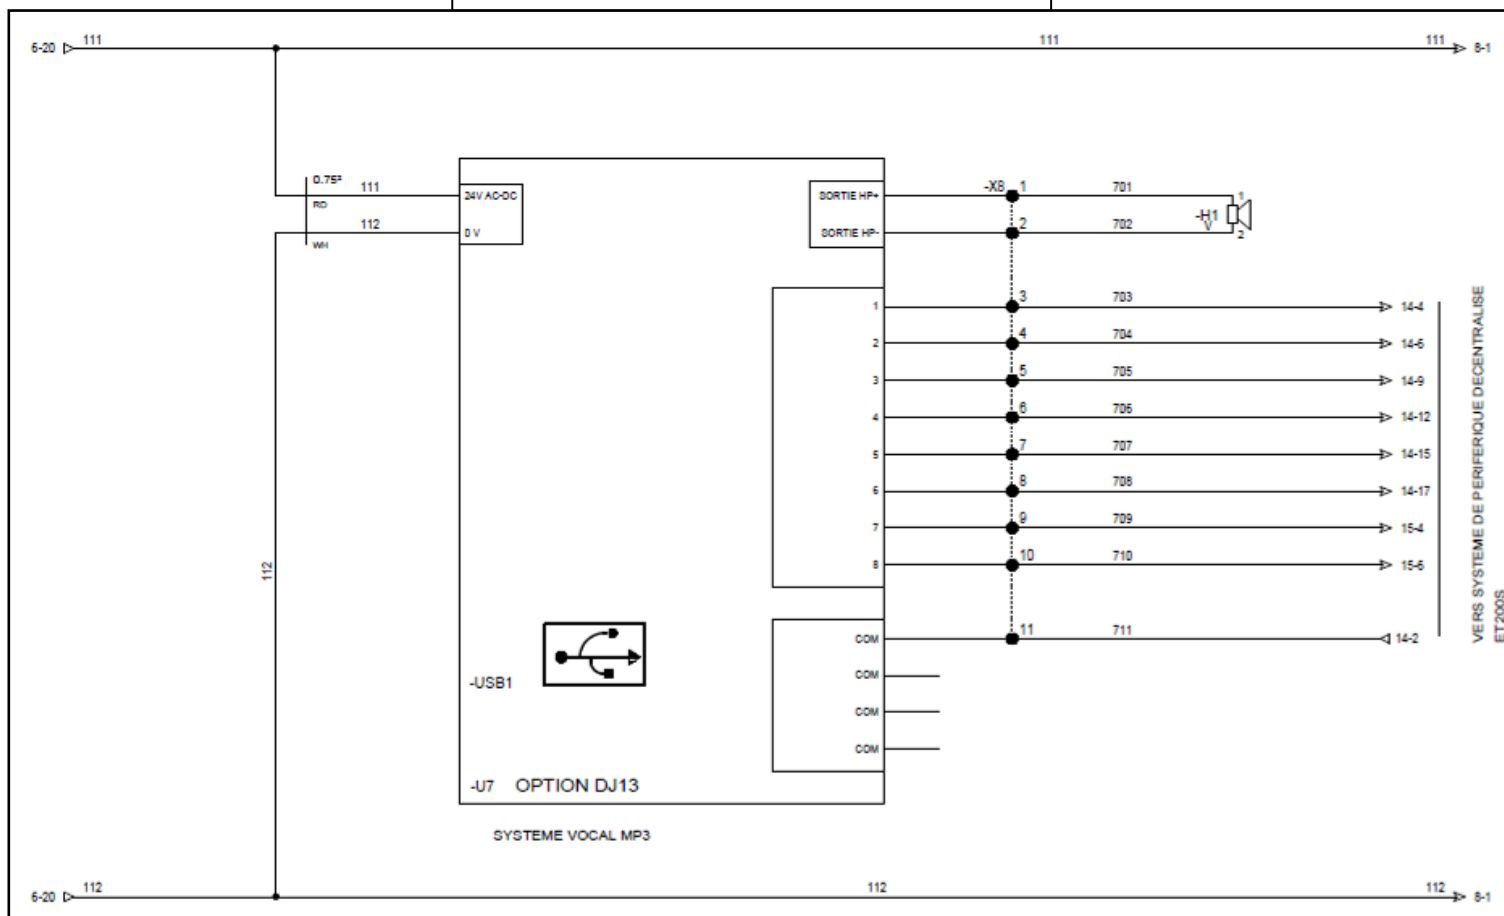 6-20 111 111 111 8-1
0.75² 111 24V AC-DC SORTIE HP+ -X8 1 701 1
RD
-H1
V
112 0 V SORTIE HP- 2 702 2
WH
1 3 703 14-4
2 4 704 14-6
3 5 705 14-9
4 6 706 14-12
5 7 707 14-15
6 8 708 14-17
7 9 709 15-4
8 10 710 15-6
112
COM 11 711 14-2
COM
COM
COM
VERS SYSTEME DE PERIFERIQUE DECENTRALISE
ET200S
-USB1
-U7 OPTION DJ13
SYSTEME VOCAL MP3
6-20 112 112 112 8-1